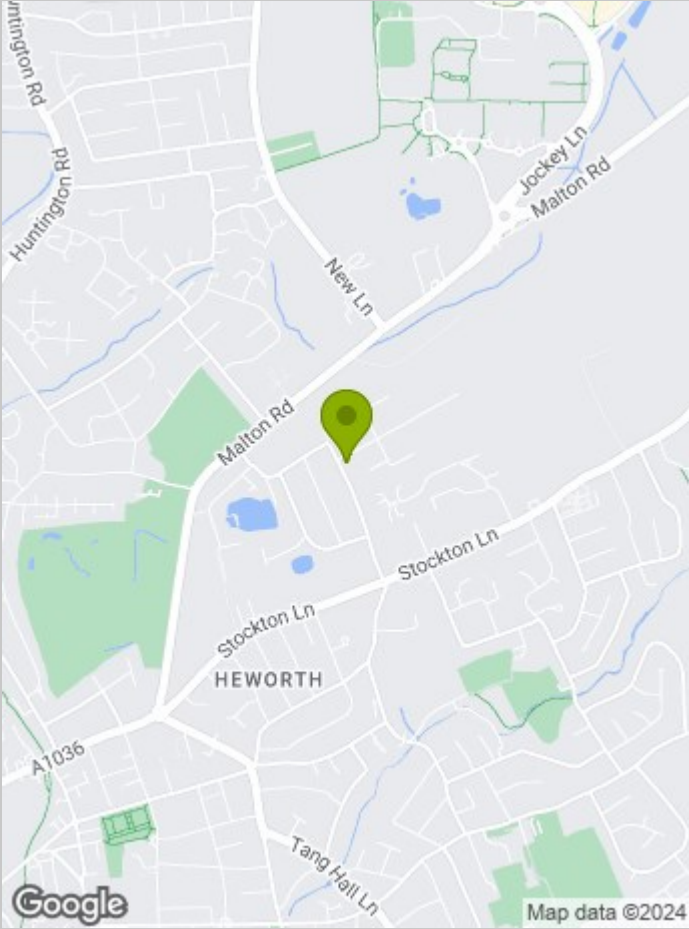 untington Rd
Huntington Rd
Jockey Ln
Malton Rd
New Ln
Malton Rd
Stockton Ln
Stockton Ln
HEWORTH
A1036
Tang Hall Ln
Google
Map data ©2024